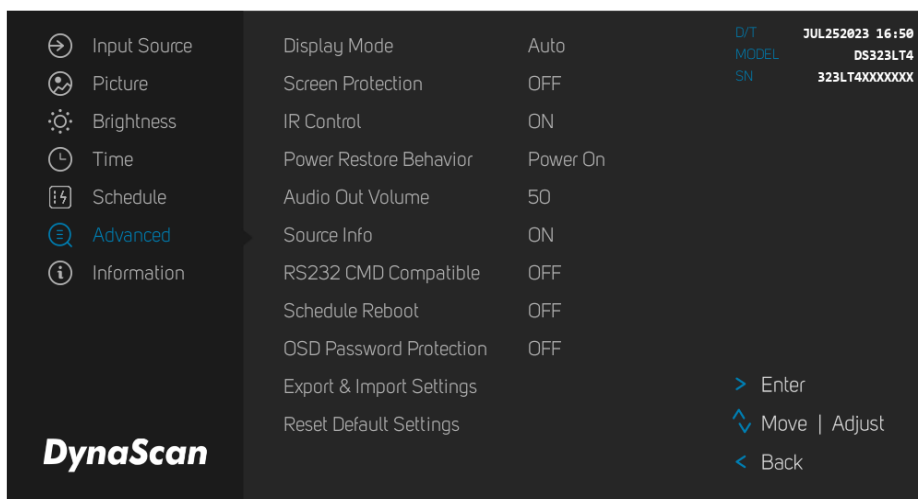 Input Source
Picture
Brightness
Time
Schedule
Advanced
Information
DynaScan
Display Mode Auto
Screen Protection OFF
IR Control ON
Power Restore Behavior Power On
Audio Out Volume 50
Source Info ON
RS232 CMD Compatible OFF
Schedule Reboot OFF
OSD Password Protection OFF
Export & Import Settings
Reset Default Settings
D/T JUL252023 16:50
MODEL DS323LT4
SN 323LT4XXXXXXX
> Enter
Move | Adjust
< Back